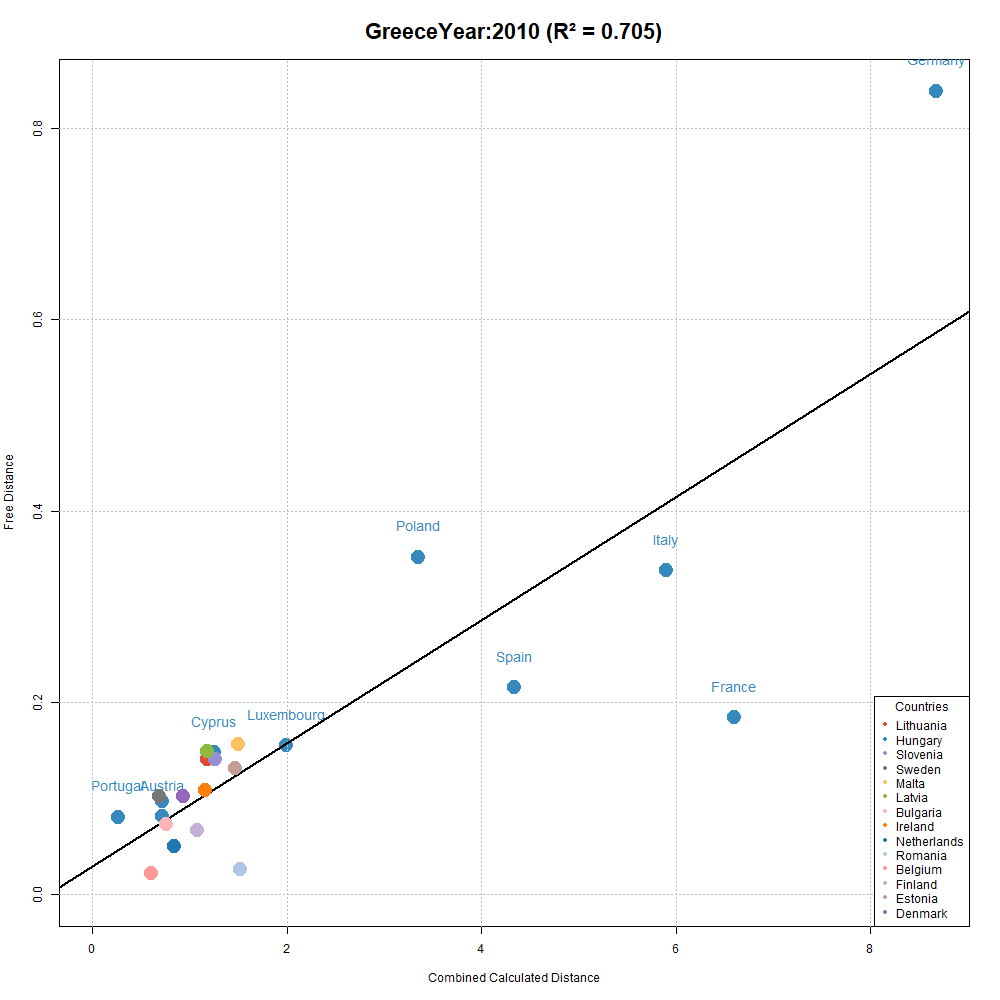 GreeceYear:2010 (R² = 0.705)
Germany
0.8
0.6
Free Distance
0.4
Poland
Italy
Spain
France
0.2
Luxembourg
Cyprus
Portugal
Austria
0.0
Countries
Lithuania
Hungary
Slovenia
Sweden
Malta
Latvia
Bulgaria
Ireland
Netherlands
Romania
Belgium
Finland
Estonia
Denmark
0 2 4 6 8
Combined Calculated Distance